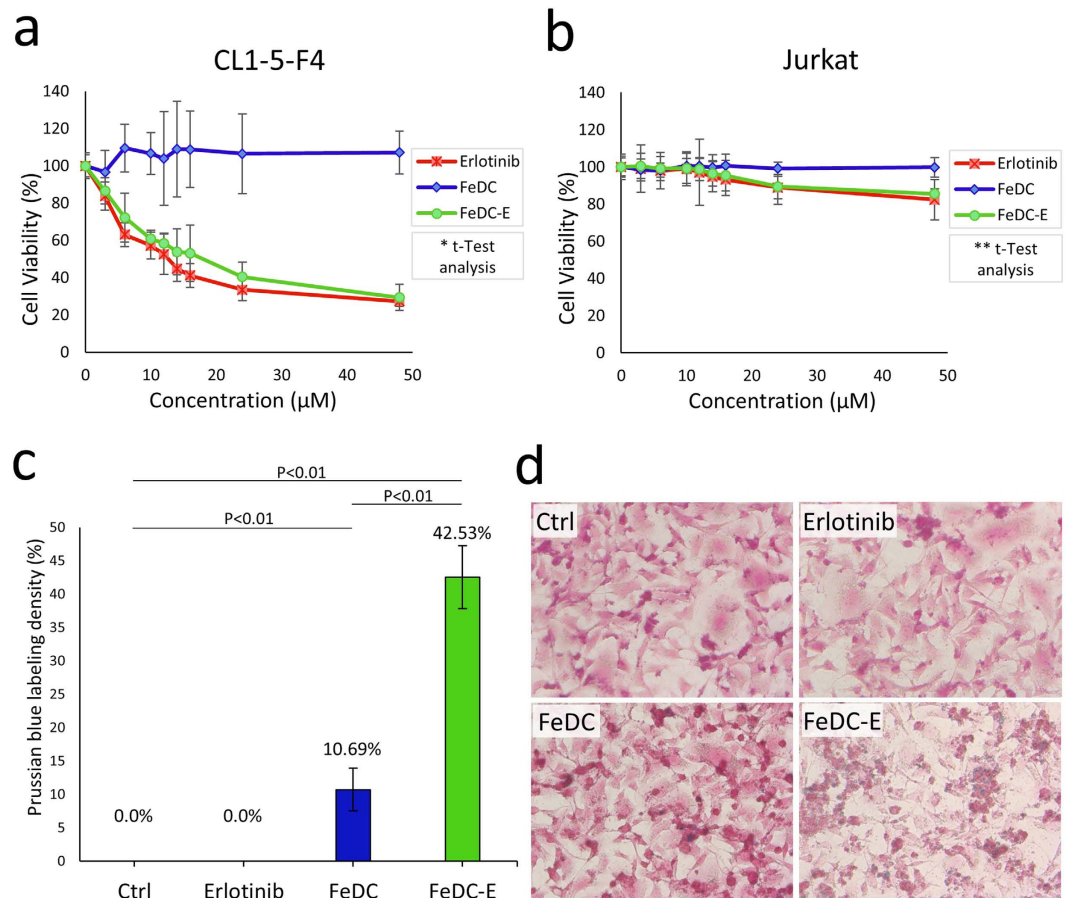 a
CL1-5-F4
140
120
100
80
60
40
20
0
Cell Viability (%)
0
10
20
30
40
50
Concentration (μM)
Erlotinib
FeDC
FeDC-E
* t-Test
analysis
b
Jurkat
140
120
100
80
60
40
20
0
Cell Viability (%)
0
10
20
30
40
50
Concentration (μM)
Erlotinib
FeDC
FeDC-E
** t-Test
analysis
c
P<0.01
P<0.01
P<0.01
50
45
40
35
30
25
20
15
10
5
0
Prussian blue labeling density (%)
0.0%
0.0%
10.69%
42.53%
Ctrl
Erlotinib
FeDC
FeDC-E
d
Ctrl
Erlotinib
FeDC
FeDC-E